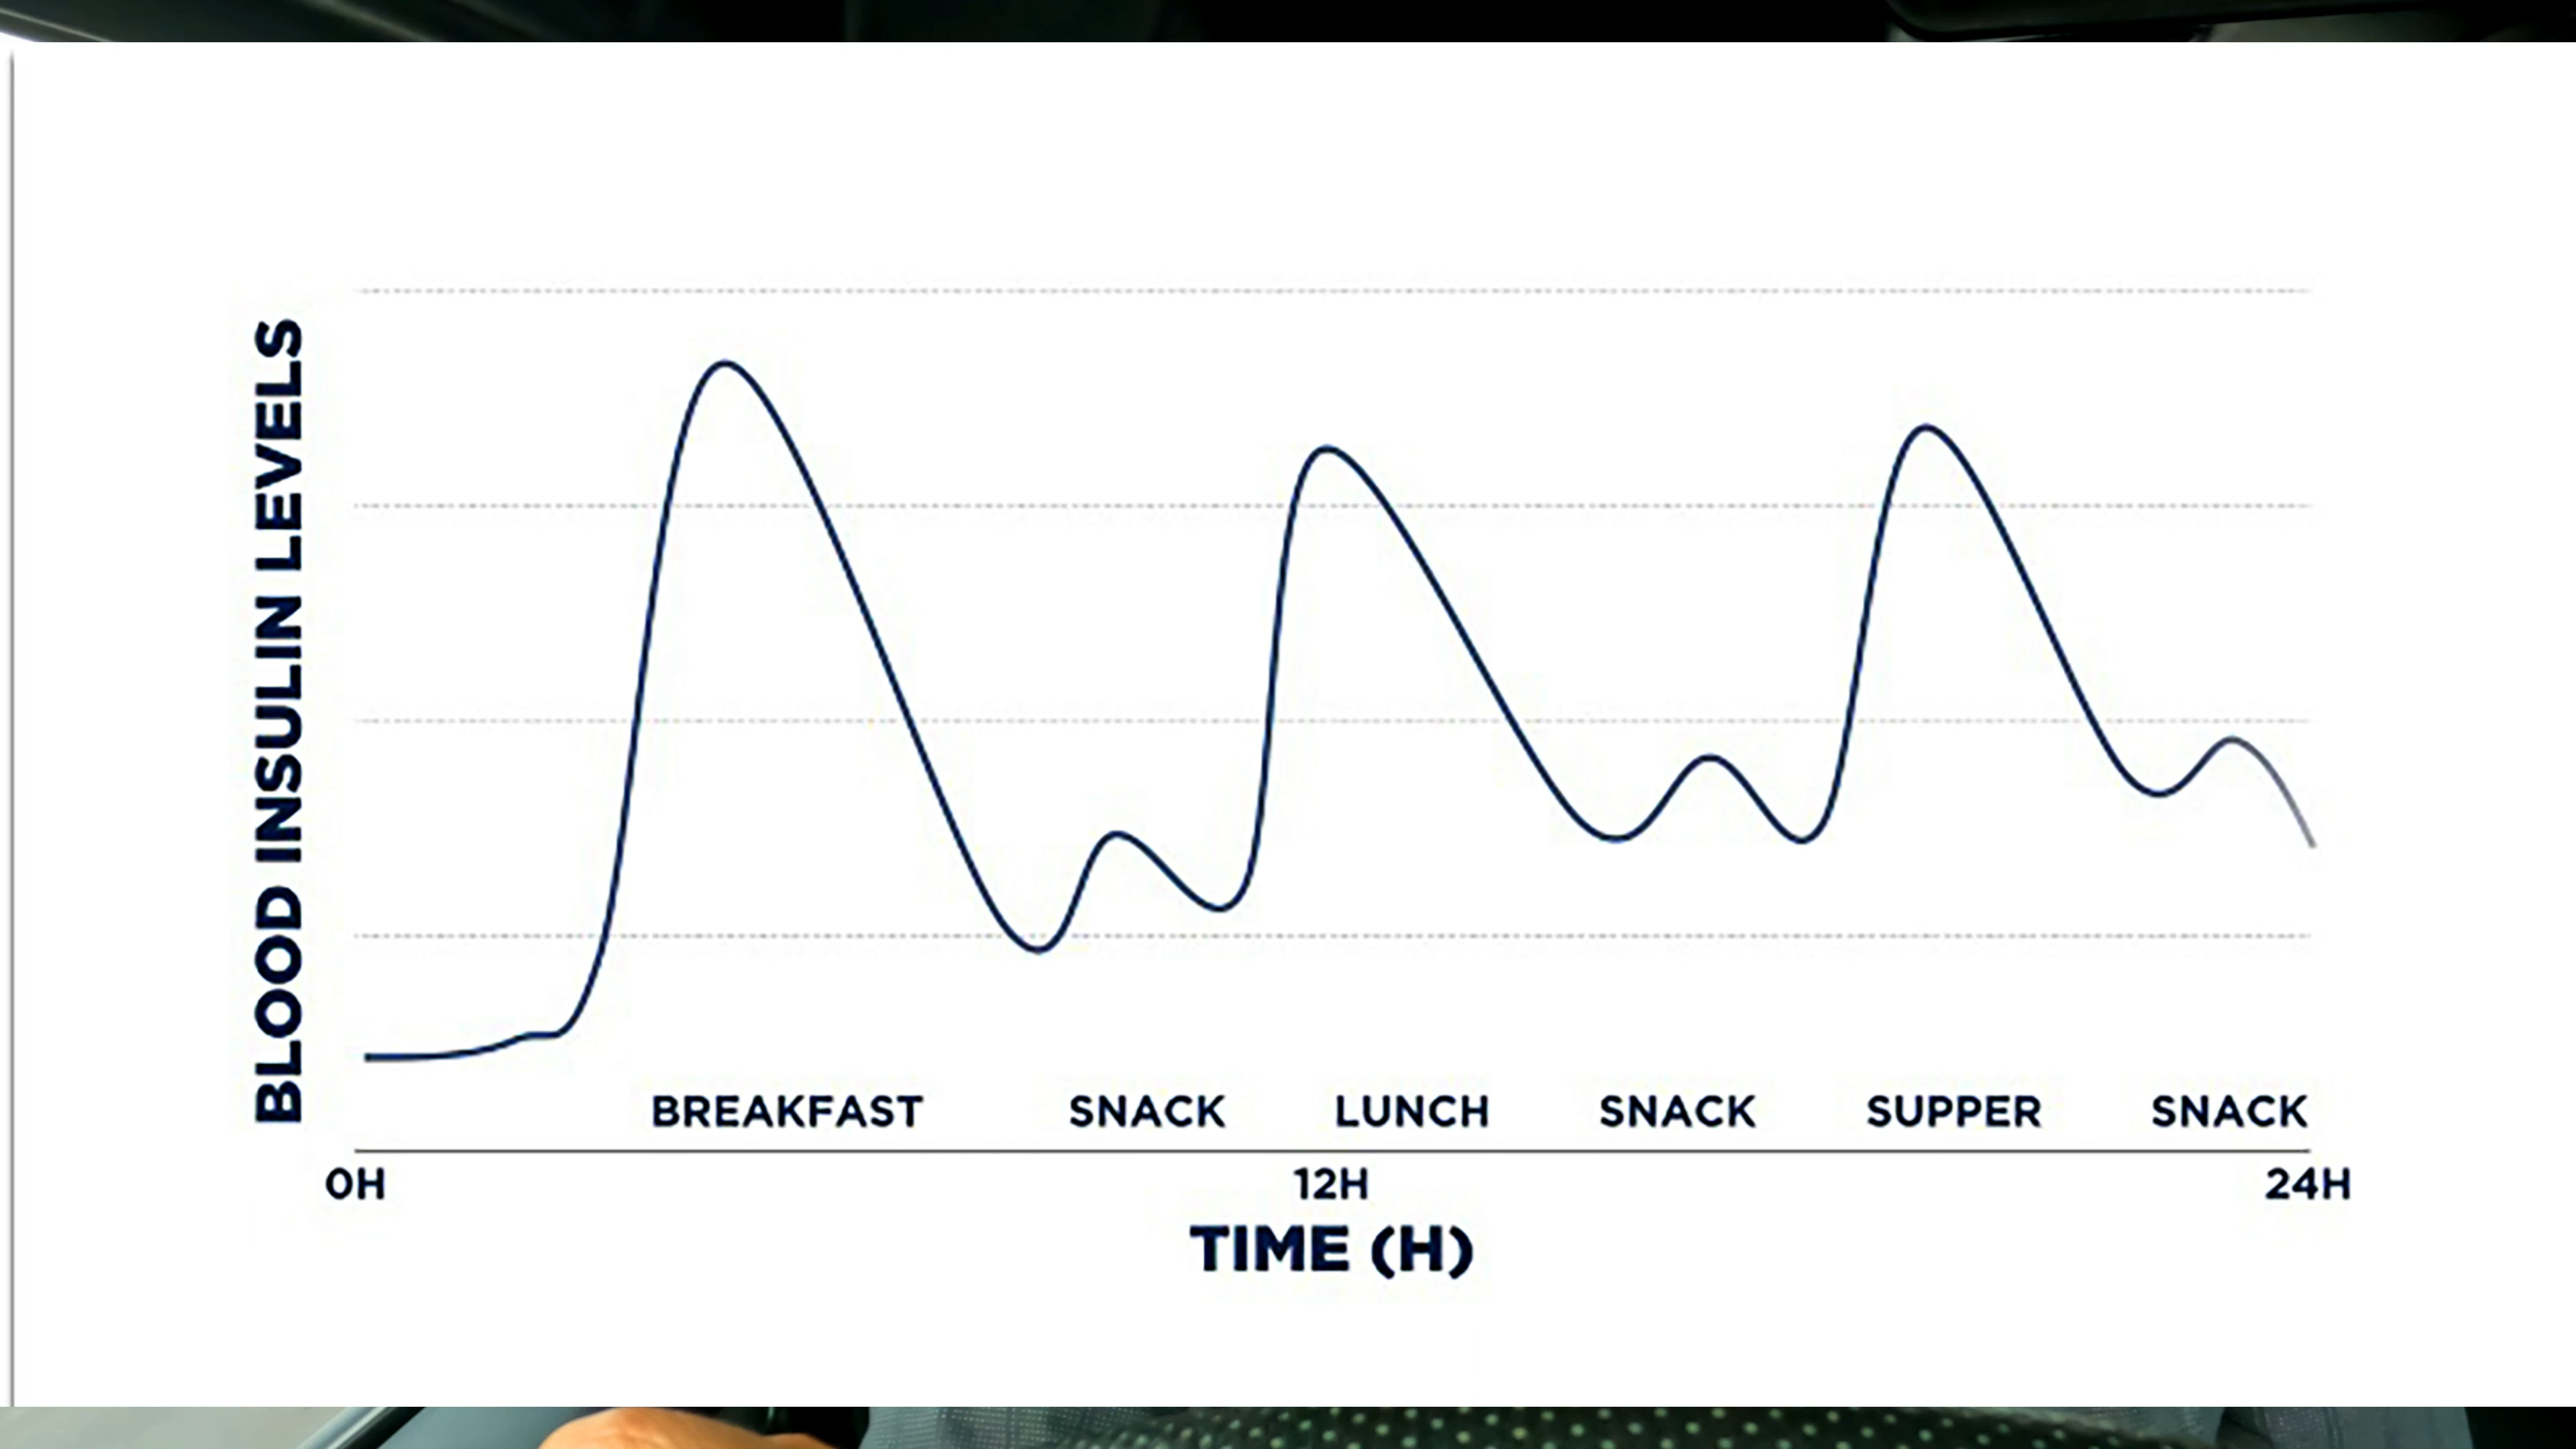 BLOOD INSULIN LEVELS
BREAKFAST SNACK LUNCH SNACK SUPPER SNACK
0H 12H 24H
TIME (H)